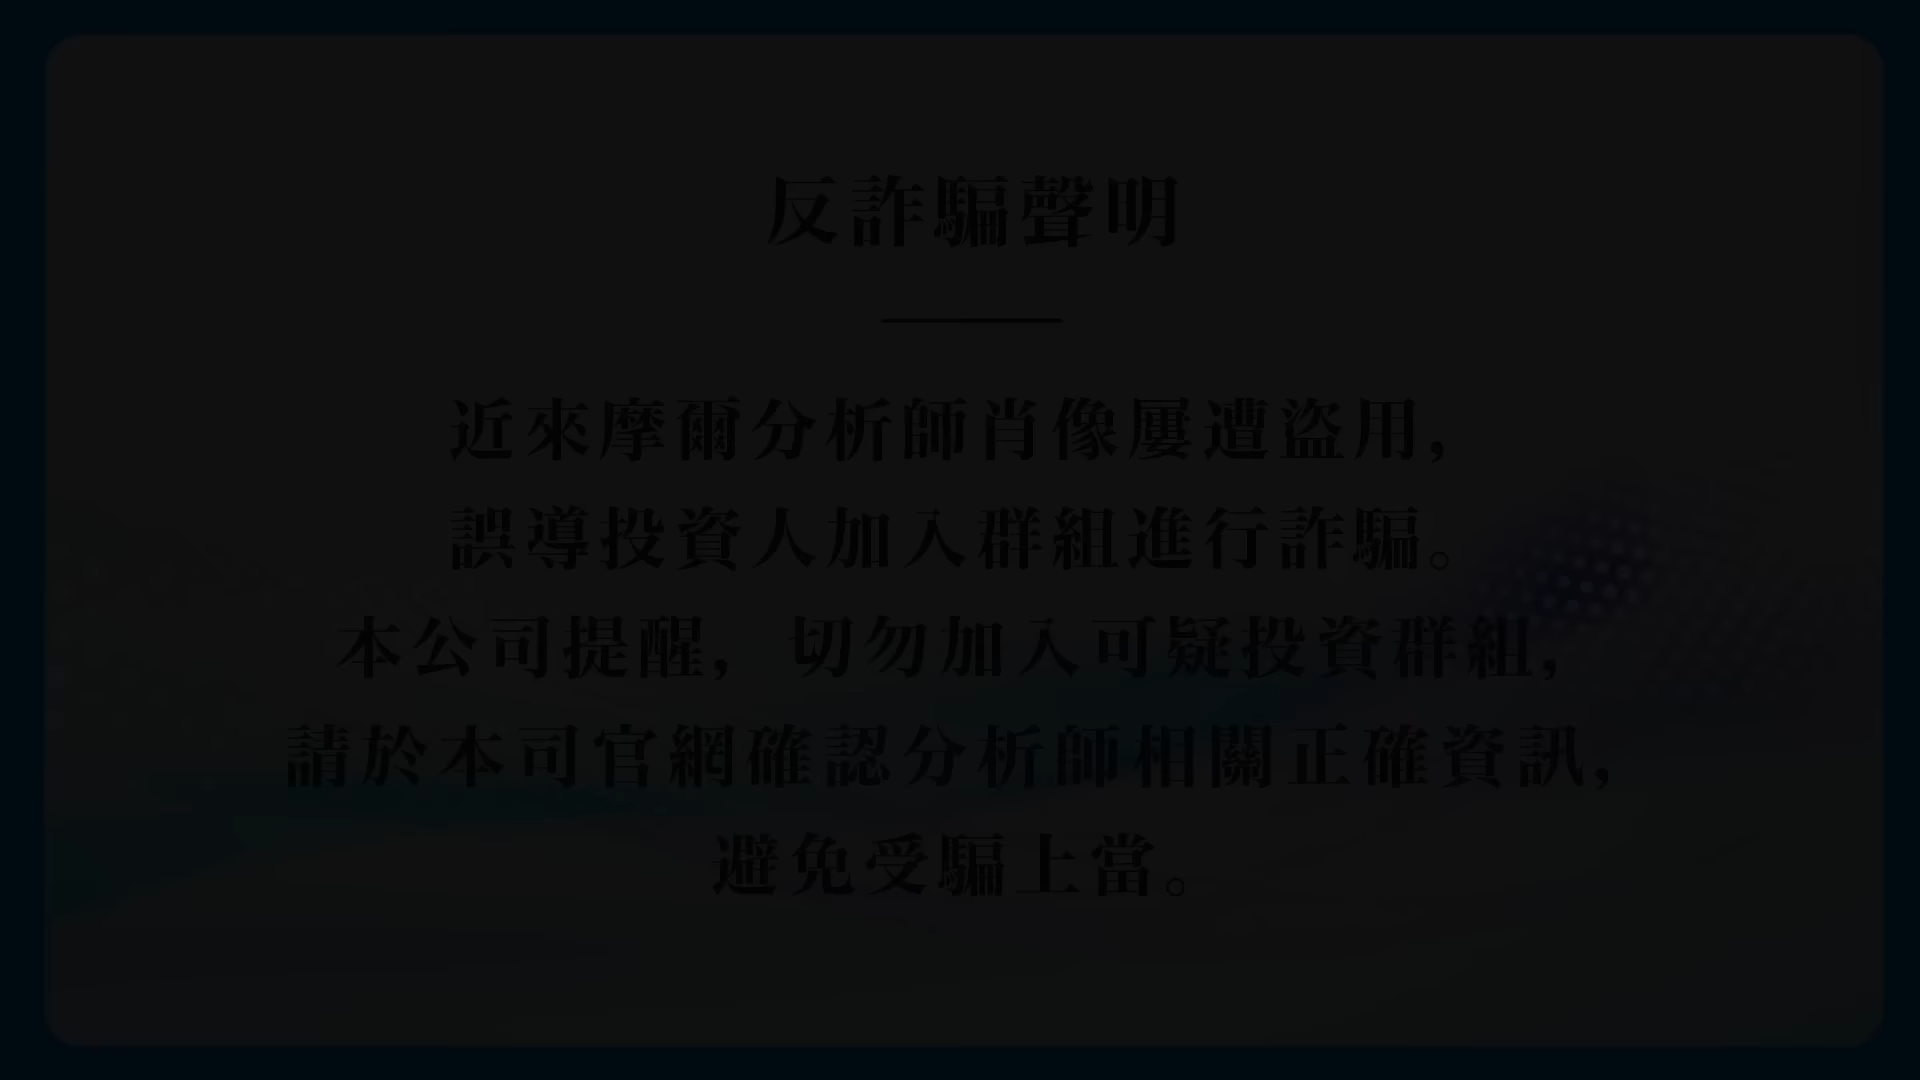 反詐騙聲明
近來摩爾分析師肖像屢遭盜用，
誤導投資人加入群組進行詐騙。
本公司提醒，切勿加入可疑投資群組，
請於本司官網確認分析師相關正確資訊，
避免受騙上當。